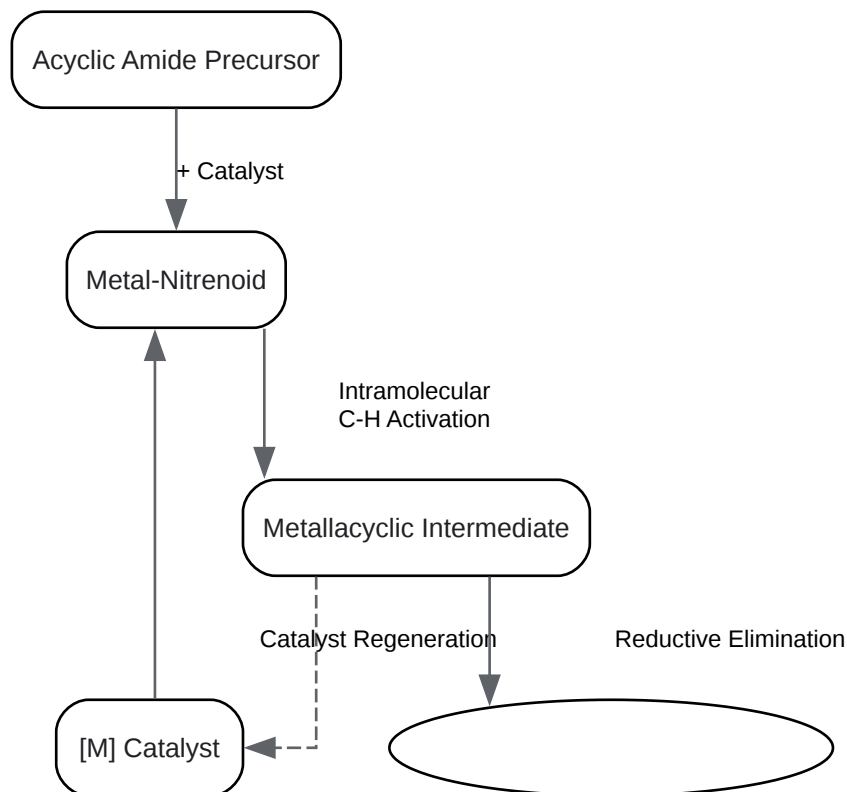 Acyclic Amide Precursor
+ Catalyst
Metal-Nitrenoid
Intramolecular
C-H Activation
Metallacyclic Intermediate
Catalyst Regeneration
Reductive Elimination
[M] Catalyst